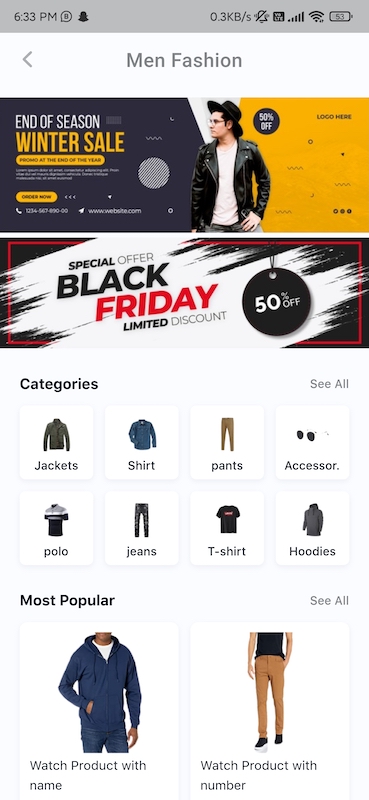 6:33 PM
0.3KB/s
53
Men Fashion
END OF SEASON
WINTER SALE
PROMO AT THE END OF THE YEAR
ORDER NOW
1234-567-890-00
www.website.com
50%
OFF
LOGO HERE
SPECIAL OFFER
BLACK
FRIDAY
LIMITED DISCOUNT
50% OFF
Categories
See All
Jackets
Shirt
pants
Accessor.
polo
jeans
T-shirt
Hoodies
Most Popular
See All
Watch Product with
name
Watch Product with
number